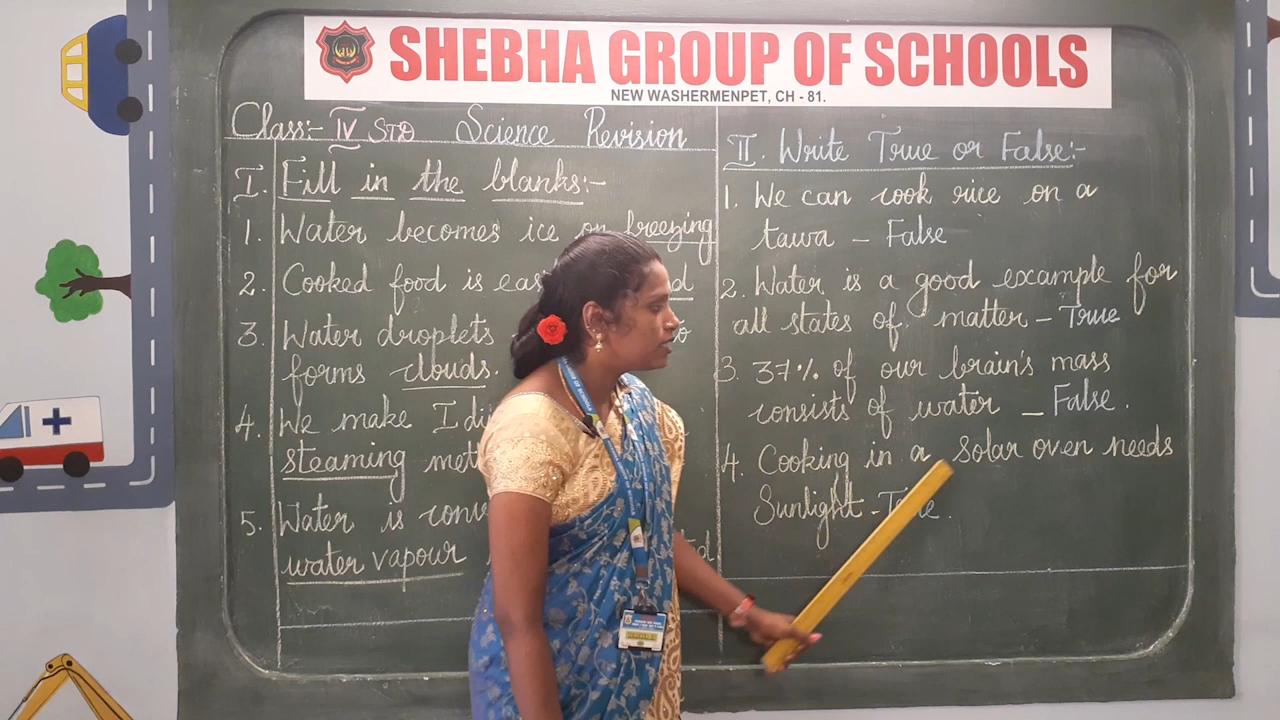 SHEBHA GROUP OF SCHOOLS
NEW WASHERMENPET, CH - 81.
Class:- IV STD Science Revision
I. Fill in the blanks:-
1. Water becomes ice on freezing
2. Cooked food is
3. Water droplets
forms clouds.
4. We make
steaming
5. Water is
water vapour
II. Write True or False:-
1. We can cook rice on a
tawa - False
2. Water is a good example for
all states of matter - True
3. 37% of our brain's mass
consists of water - False.
4. Cooking in a Solar oven needs
Sunlight - True.